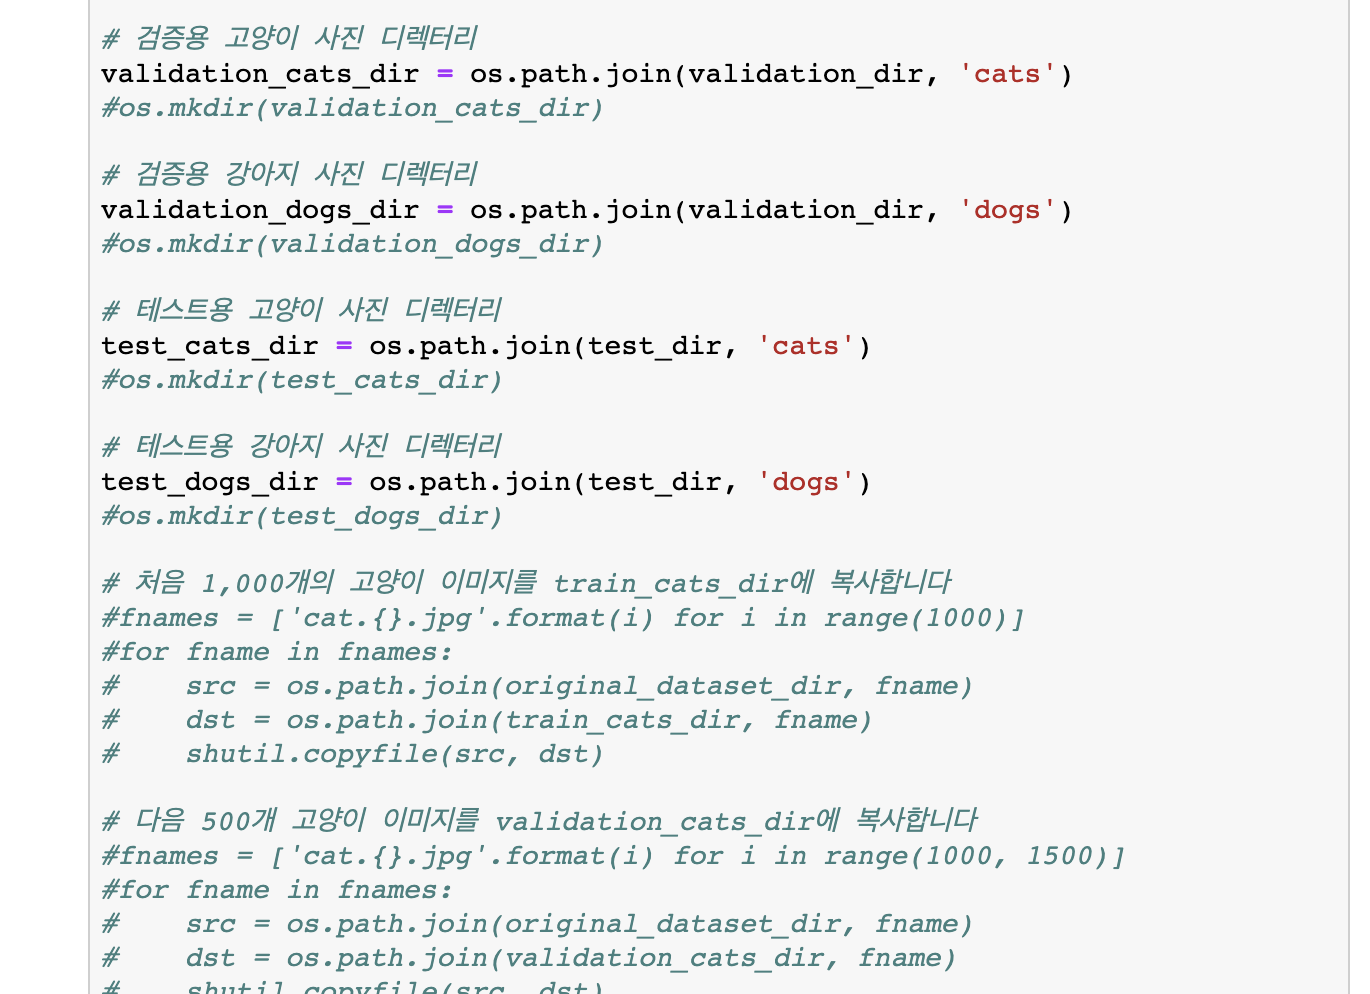 # 검증용 고양이 사진 디렉터리
validation_cats_dir = os.path.join(validation_dir, 'cats')
#os.mkdir(validation_cats_dir)
# 검증용 강아지 사진 디렉터리
validation_dogs_dir = os.path.join(validation_dir, 'dogs')
#os.mkdir(validation_dogs_dir)
# 테스트용 고양이 사진 디렉터리
test_cats_dir = os.path.join(test_dir, 'cats')
#os.mkdir(test_cats_dir)
# 테스트용 강아지 사진 디렉터리
test_dogs_dir = os.path.join(test_dir, 'dogs')
#os.mkdir(test_dogs_dir)
# 처음 1,000개의 고양이 이미지를 train_cats_dir에 복사합니다
#fnames = ['cat.{}.jpg'.format(i) for i in range(1000)]
#for fname in fnames:
#    src = os.path.join(original_dataset_dir, fname)
#    dst = os.path.join(train_cats_dir, fname)
#    shutil.copyfile(src, dst)
# 다음 500개 고양이 이미지를 validation_cats_dir에 복사합니다
#fnames = ['cat.{}.jpg'.format(i) for i in range(1000, 1500)]
#for fname in fnames:
#    src = os.path.join(original_dataset_dir, fname)
#    dst = os.path.join(validation_cats_dir, fname)
#    shutil.copyfile(src, dst)